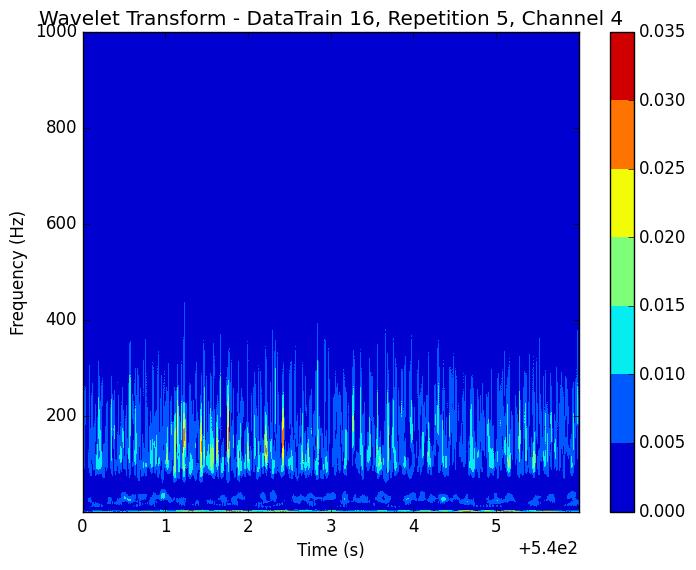 Wavelet Transform - DataTrain 16, Repetition 5, Channel 4
1000
800
600
400
200
Frequency (Hz)
0 1 2 3 4 5
+5.4e2
Time (s)
0.035
0.030
0.025
0.020
0.015
0.010
0.005
0.000